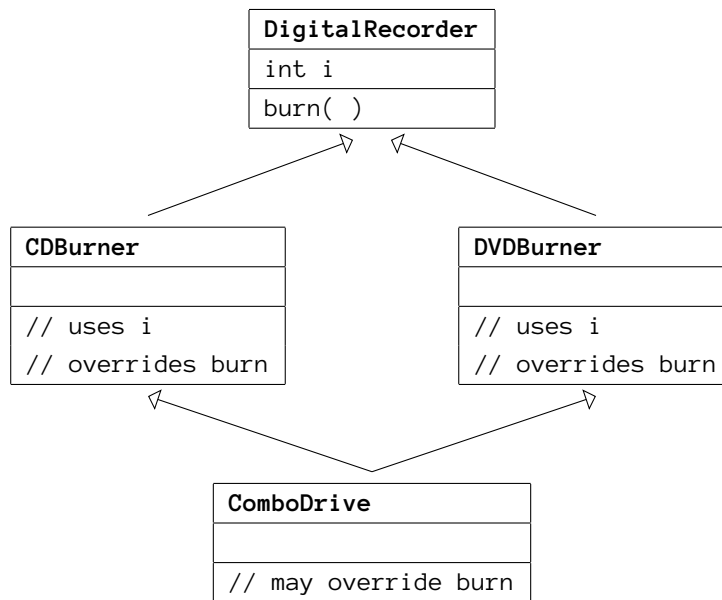 DigitalRecorder
int i
burn( )
CDBurner
// uses i
// overrides burn
DVDBurner
// uses i
// overrides burn
ComboDrive
// may override burn